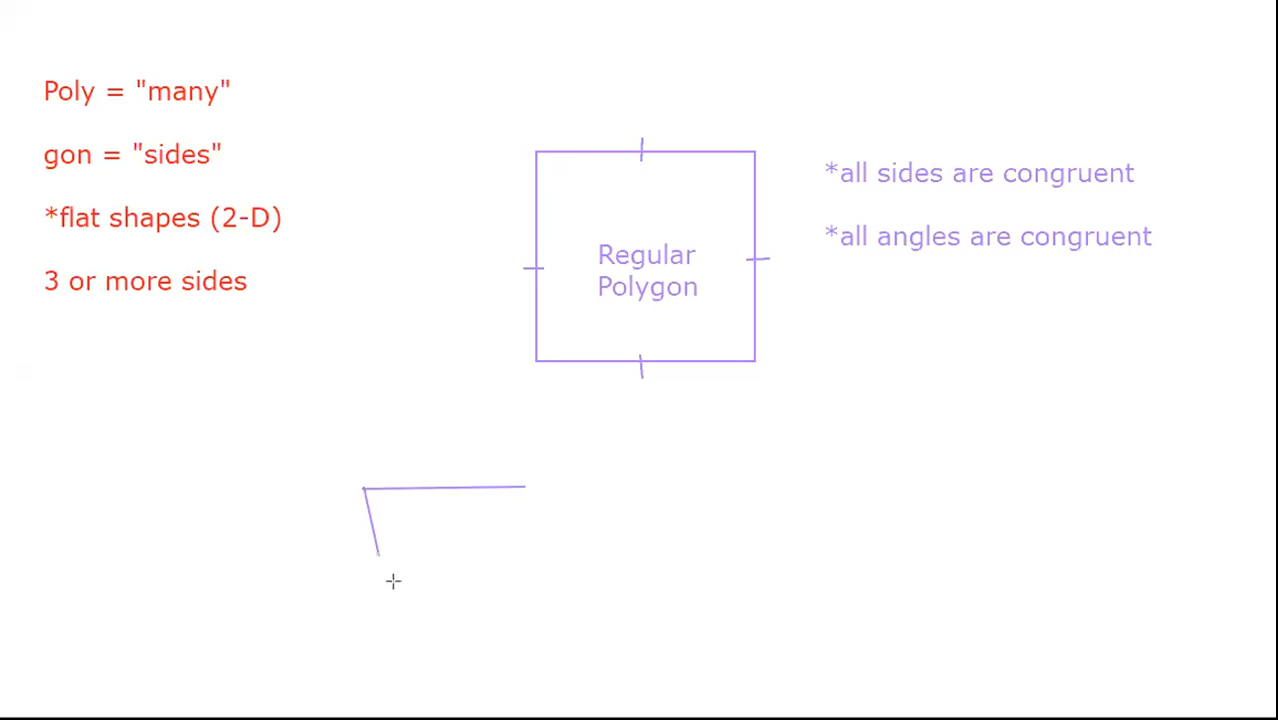 Poly = "many"
gon = "sides"
*flat shapes (2-D)
3 or more sides
Regular
Polygon
*all sides are congruent
*all angles are congruent